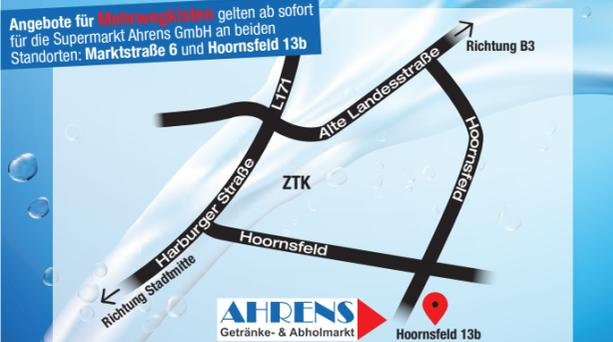 Angebote für Mehrwegkisten gelten ab sofort
für die Supermarkt Ahrens GmbH an beiden
Standorten: Marktstraße 6 und Hoornsfeld 13b
Richtung B3
L171
Alte Landesstraße
Hoornsfeld
Harburger Straße
ZTK
Hoornsfeld
Richtung Stadtmitte
AHRENS
Getränke- & Abholmarkt
Hoornsfeld 13b